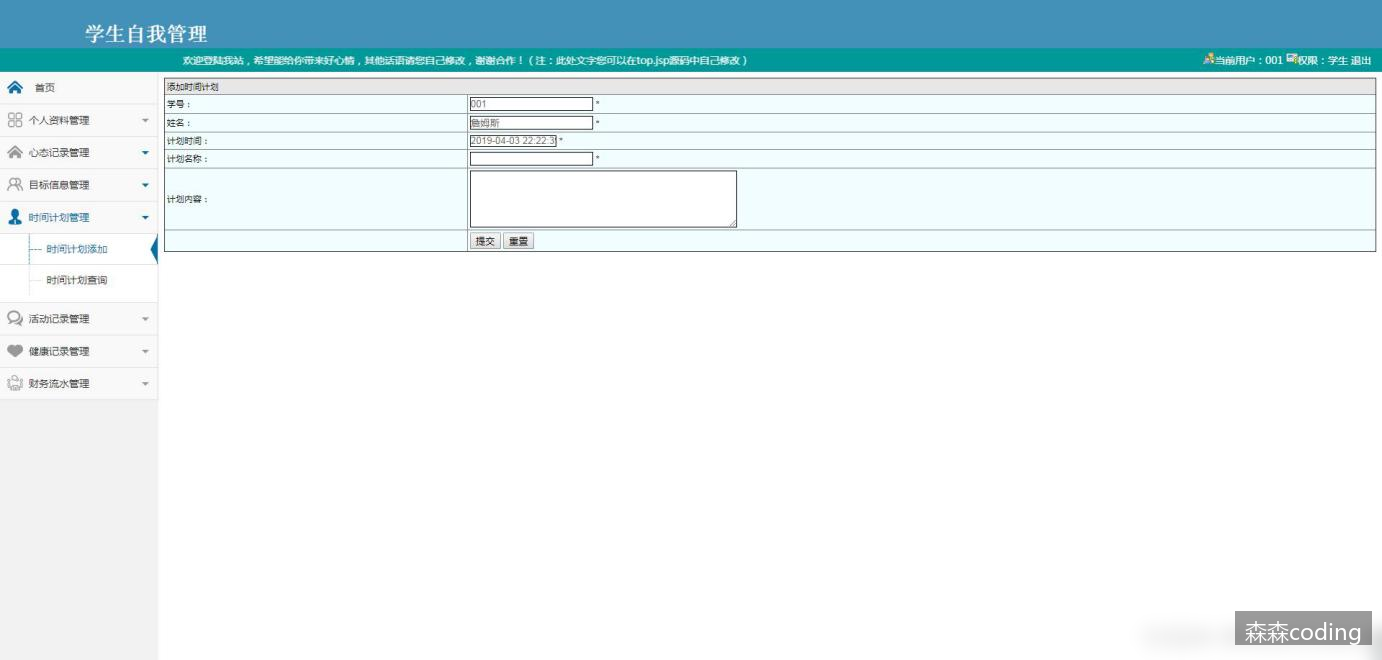 学生自我管理
欢迎登陆我站，希望能给你带来好心情，其他话语请您自己修改，谢谢合作！（注：此处文字您可以在top.jsp源码中自己修改） 当前用户：001 权限：学生 退出
首页
个人资料管理
心态记录管理
目标信息管理
时间计划管理
时间计划添加
时间计划查询
活动记录管理
健康记录管理
财务流水管理
添加时间计划
学号： 001 *
姓名： 詹姆斯 *
计划时间： 2019-04-03 22:22:3 *
计划名称： *
计划内容：
提交 重置
森森coding